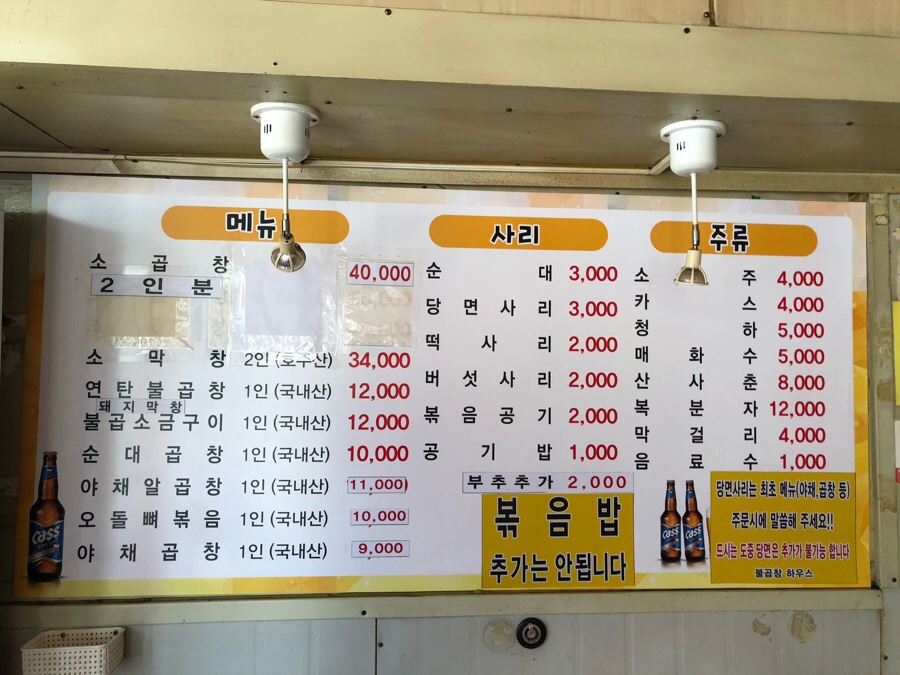 메뉴
소 곱 창 40,000
2 인 분
소 막 창 2인 (호주산) 34,000
연 탄 불 곱 창 1인 (국내산) 12,000
돼 지 막 창
불 곱 소 금 구 이 1인 (국내산) 12,000
순 대 곱 창 1인 (국내산) 10,000
야 채 알 곱 창 1인 (국내산) 11,000
오 돌 뼈 볶 음 1인 (국내산) 10,000
야 채 곱 창 1인 (국내산) 9,000
Cass
사리
순 대 3,000
당 면 사 리 3,000
떡 사 리 2,000
버 섯 사 리 2,000
볶 음 공 기 2,000
공 기 밥 1,000
부 추 추 가 2,000
볶 음 밥
추가는 안됩니다
주류
소 주 4,000
카 스 4,000
청 하 5,000
매 화 수 5,000
산 사 춘 8,000
복 분 자 12,000
막 걸 리 4,000
음 료 수 1,000
Cass
Cass
당면사리는 최초 메뉴(야채,곱창 등)
주문시에 말씀해 주세요!!
드시는 도중 당면은 추가가 불가능 합니다
불곱창 하우스